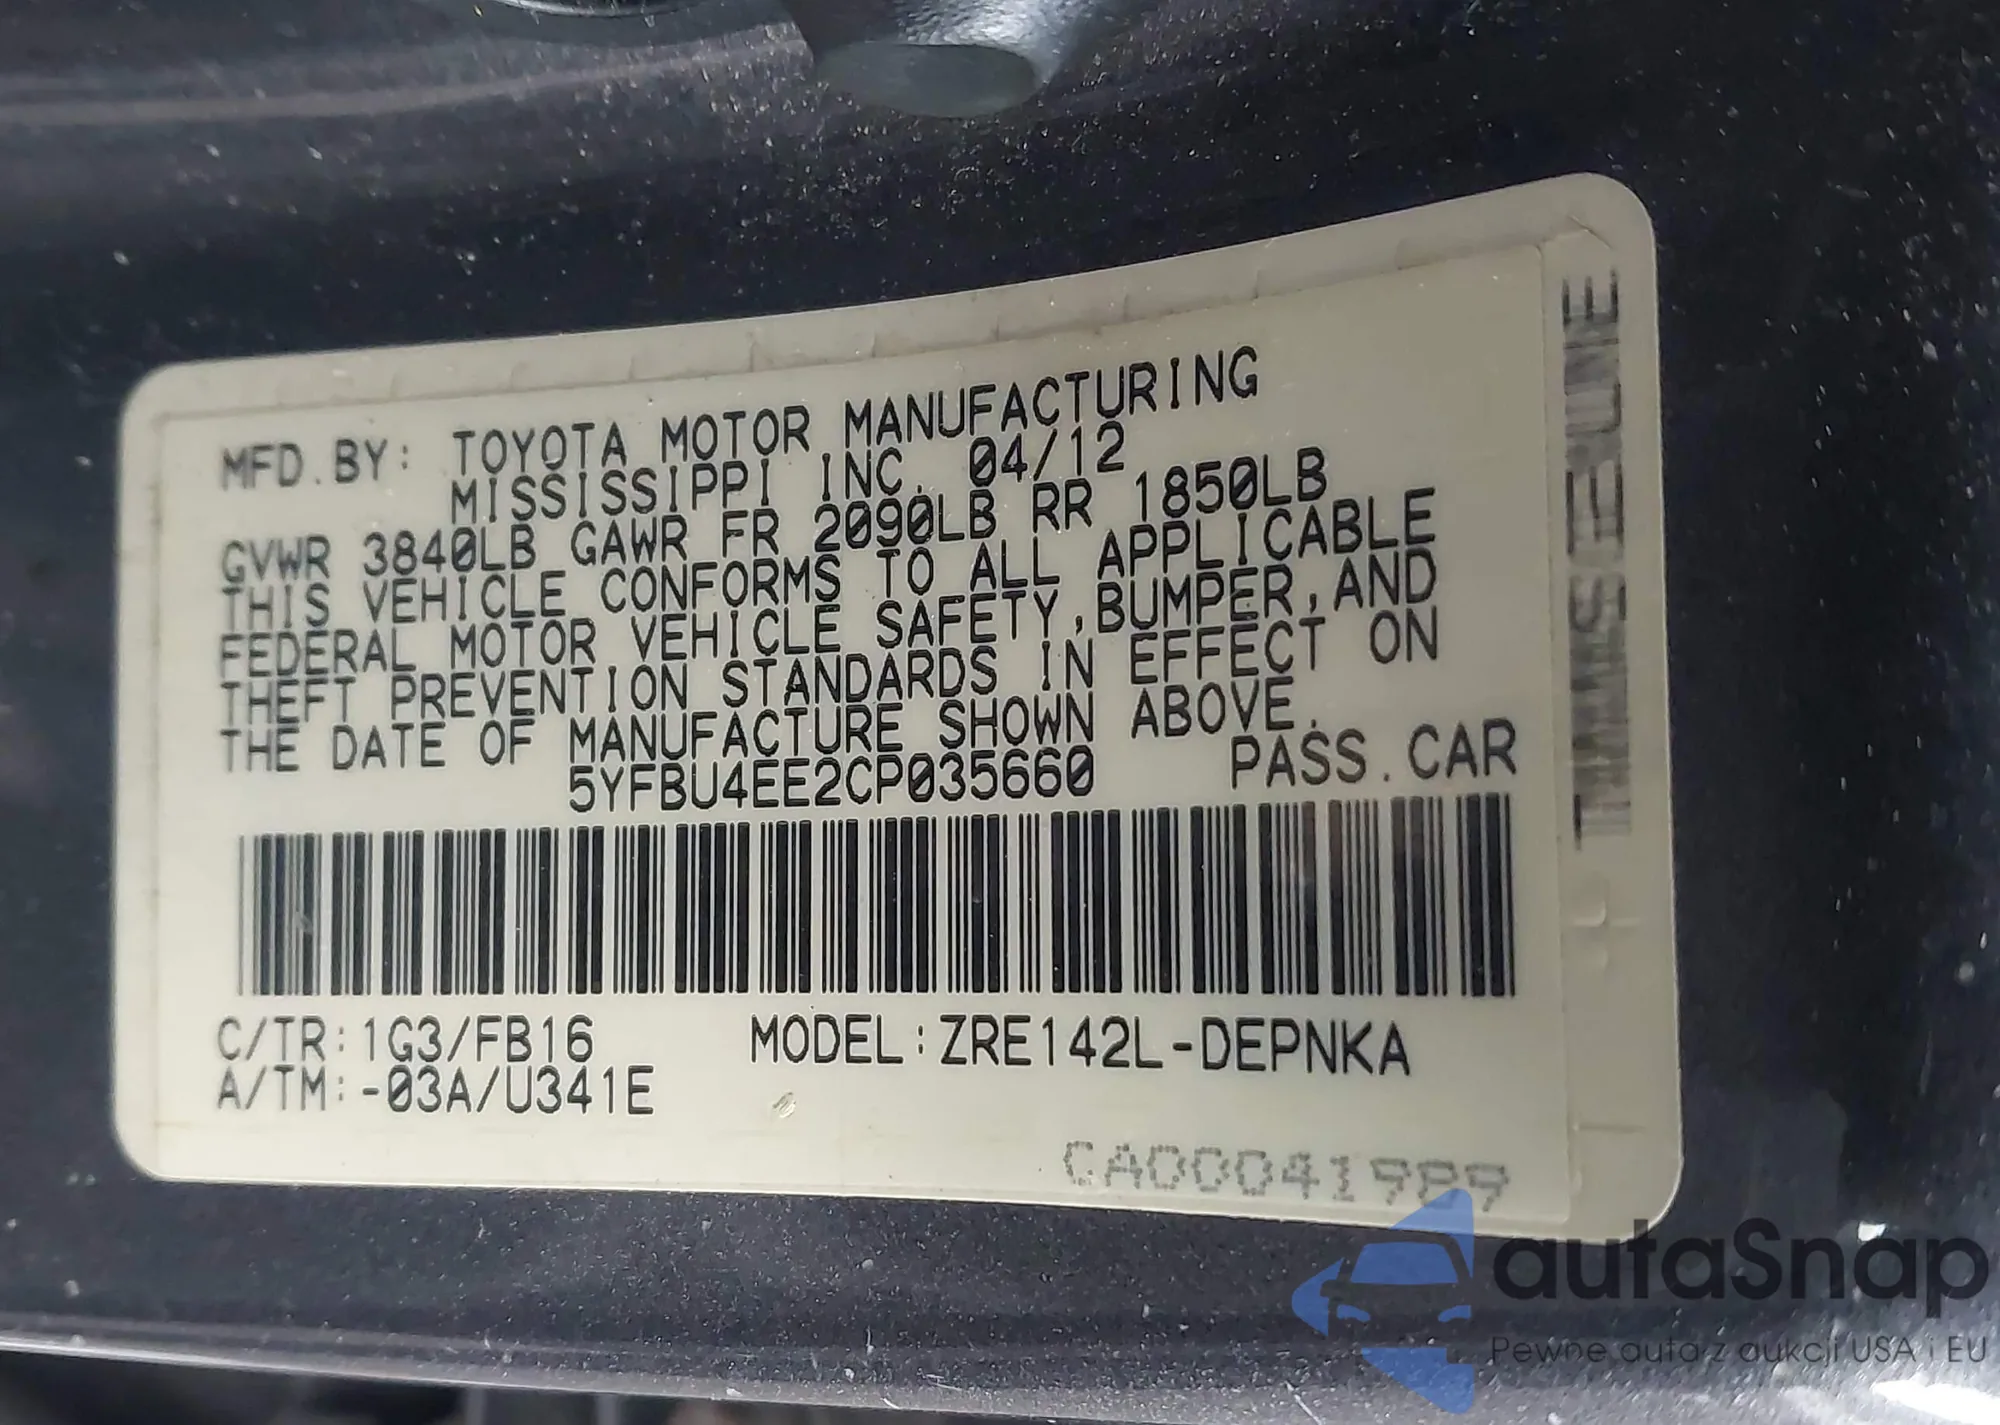 MFD.BY: TOYOTA MOTOR MANUFACTURING
MISSISSIPPI INC. 04/12
GVWR 3840LB GAWR FR 2090LB RR 1850LB
THIS VEHICLE CONFORMS TO ALL APPLICABLE
FEDERAL MOTOR VEHICLE SAFETY,BUMPER,AND
THEFT PREVENTION STANDARDS IN EFFECT ON
THE DATE OF MANUFACTURE SHOWN ABOVE.
5YFBU4EE2CP035660 PASS.CAR
C/TR:1G3/FB16 MODEL:ZRE142L-DEPNKA
A/TM:-03A/U341E
CA00041989
autaSnap
Pewne auta z aukcji USA i EU